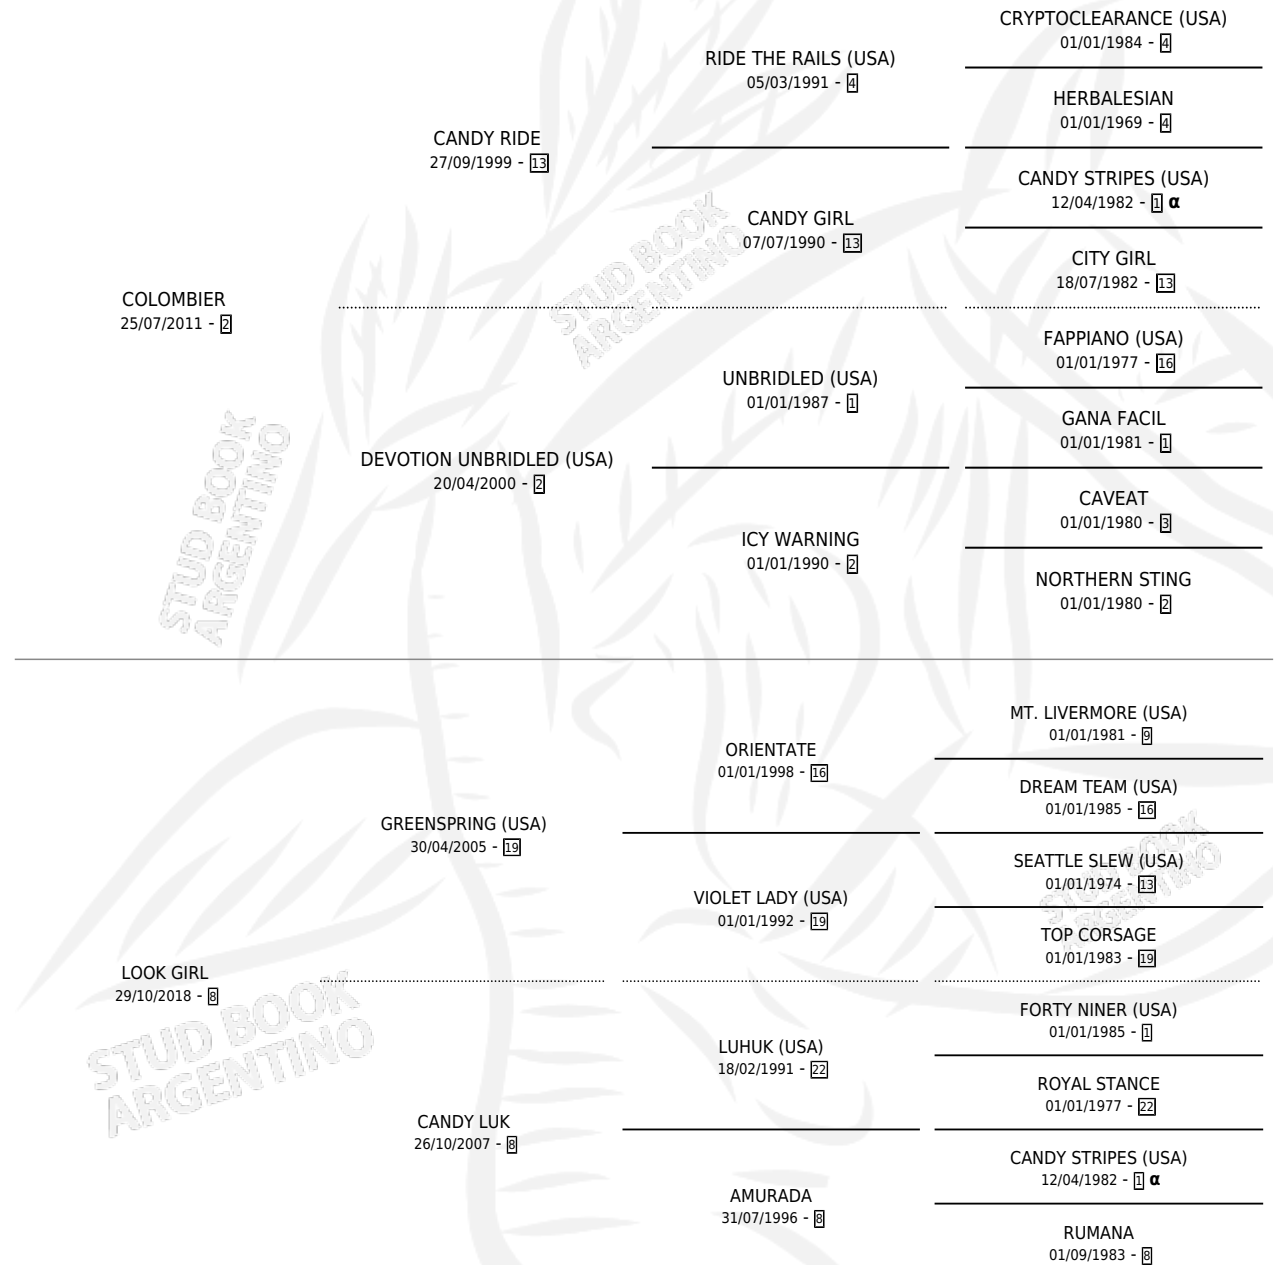 CRYPTOCLEARANCE (USA)
01/01/1984 - 4
RIDE THE RAILS (USA)
05/03/1991 - 4
HERBALESIAN
01/01/1969 - 4
CANDY RIDE
27/09/1999 - 13
CANDY STRIPES (USA)
12/04/1982 - 1 α
CANDY GIRL
07/07/1990 - 13
CITY GIRL
18/07/1982 - 13
COLOMBIER
25/07/2011 - 2
STUD BOOK
ARGENTINO
FAPPIANO (USA)
01/01/1977 - 16
UNBRIDLED (USA)
01/01/1987 - 1
GANA FACIL
01/01/1981 - 1
DEVOTION UNBRIDLED (USA)
20/04/2000 - 2
CAVEAT
01/01/1980 - 3
ICY WARNING
01/01/1990 - 2
NORTHERN STING
01/01/1980 - 2
STUD BOOK
ARGENTINO
MT. LIVERMORE (USA)
01/01/1981 - 9
ORIENTATE
01/01/1998 - 16
DREAM TEAM (USA)
01/01/1985 - 16
GREENSPRING (USA)
30/04/2005 - 19
SEATTLE SLEW (USA)
01/01/1974 - 13
VIOLET LADY (USA)
01/01/1992 - 19
TOP CORSAGE
01/01/1983 - 19
STUD BOOK
ARGENTINO
LOOK GIRL
29/10/2018 - 8
STUD BOOK
ARGENTINO
FORTY NINER (USA)
01/01/1985 - 1
LUHUK (USA)
18/02/1991 - 22
ROYAL STANCE
01/01/1977 - 22
CANDY LUK
26/10/2007 - 8
CANDY STRIPES (USA)
12/04/1982 - 1 α
AMURADA
31/07/1996 - 8
RUMANA
01/09/1983 - 8